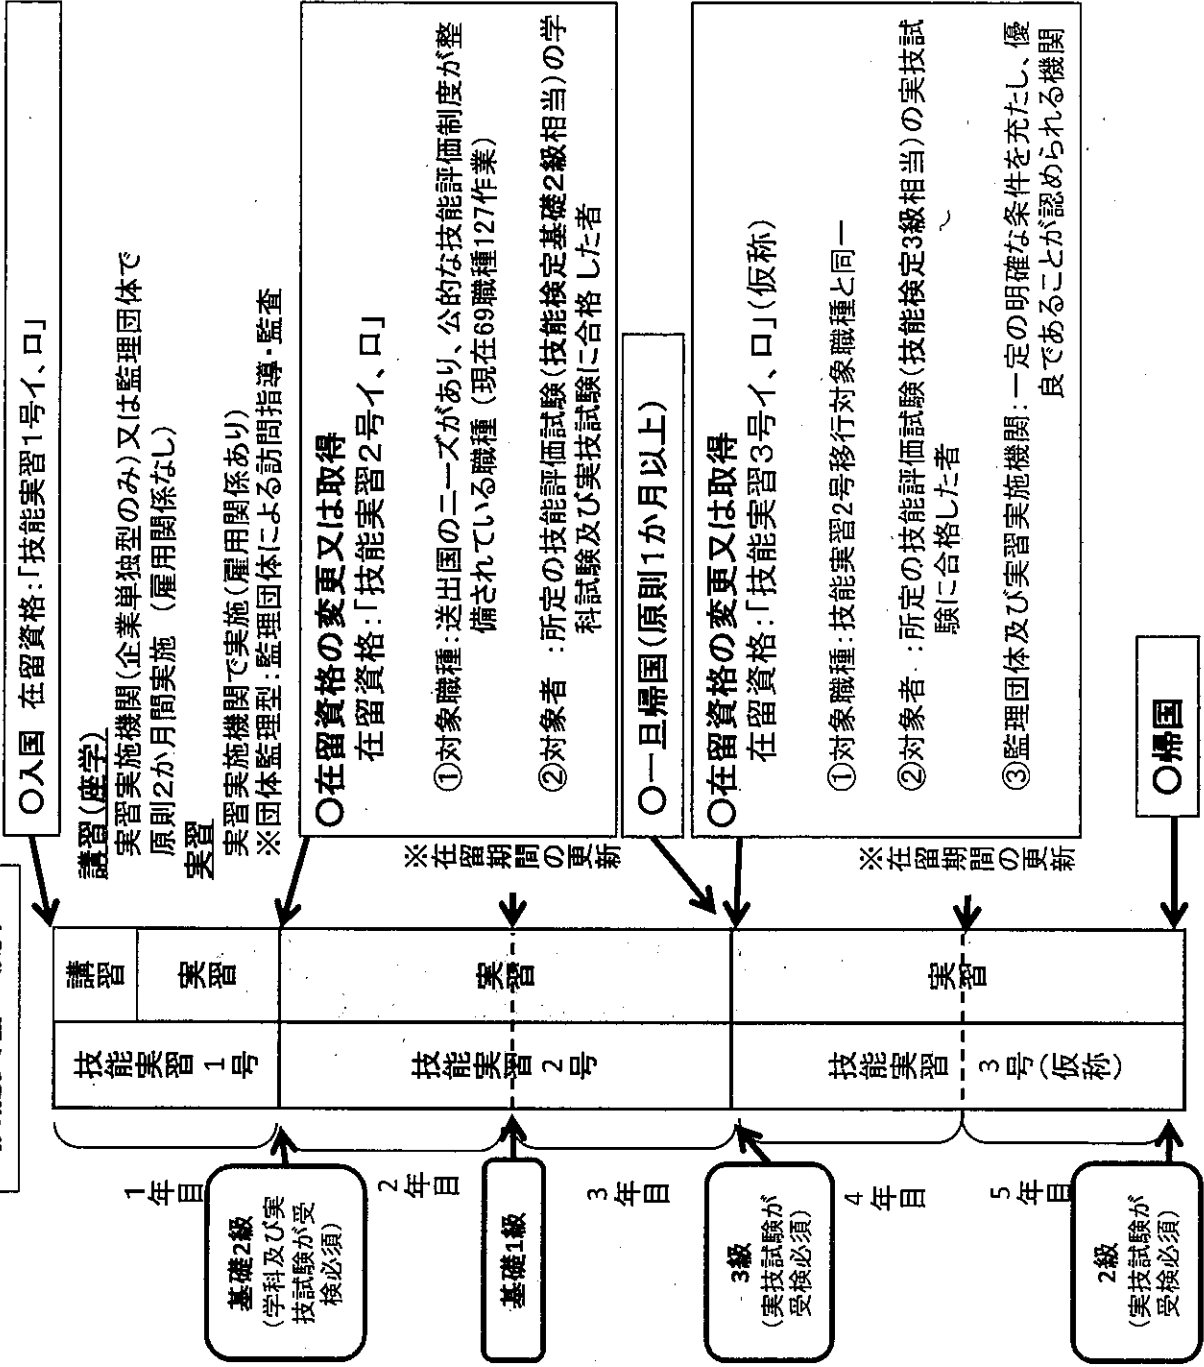 ○入国 在留資格:「技能実習1号イ、ロ」
講習(座学)
実習実施機関(企業単独型のみ)又は監理団体で
原則2か月間実施 (雇用関係なし)
実習
実習実施機関で実施(雇用関係あり)
※団体監理型:監理団体による訪問指導・監査
○在留資格の変更又は取得
在留資格:「技能実習2号イ、ロ」
①対象職種:送出国のニーズがあり、公的な技能評価制度が整
備されている職種 (現在69職種127作業)
②対象者 :所定の技能評価試験(技能検定基礎2級相当)の学
科試験及び実技試験に合格した者
○一旦帰国(原則1か月以上)
○在留資格の変更又は取得
在留資格:「技能実習3号イ、ロ」(仮称)
①対象職種:技能実習2号移行対象職種と同一
②対象者 :所定の技能評価試験(技能検定3級相当)の実技試
験に合格した者
③監理団体及び実習実施機関:一定の明確な条件を充たし、優
良であることが認められる機関
○帰国
※在留期間の更新
※在留期間の更新
講習
実習
実習
実習
技能実習1号
技能実習2号
技能実習3号(仮称)
1年目
2年目
3年目
4年目
5年目
基礎2級
(学科及び実
技試験が受
検必須)
基礎1級
3級
(実技試験が
受検必須)
2級
(実技試験が
受検必須)